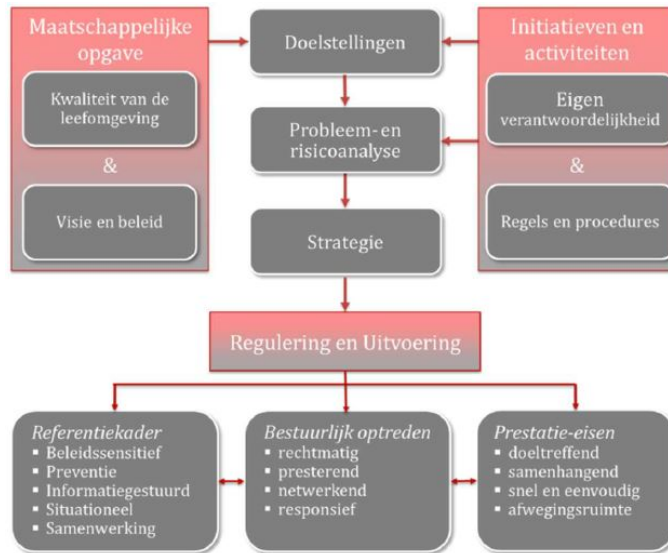 Maatschappelijke
opgave
Kwaliteit van de
leefomgeving
&
Visie en beleid
Doelstellingen
Probleem- en
risicoanalyse
Strategie
Initiatieven en
activiteiten
Eigen
verantwoordelijkheid
&
Regels en procedures
Regulering en Uitvoering
Referentiekader
▪ Beleidssensitief
▪ Preventie
▪ Informatiegestuurd
▪ Situationeel
▪ Samenwerking
Bestuurlijk optreden
▪ rechtmatig
▪ presterend
▪ netwerkend
▪ responsief
Prestatie-eisen
▪ doeltreffend
▪ samenhangend
▪ snel en eenvoudig
▪ afwegingsruimte